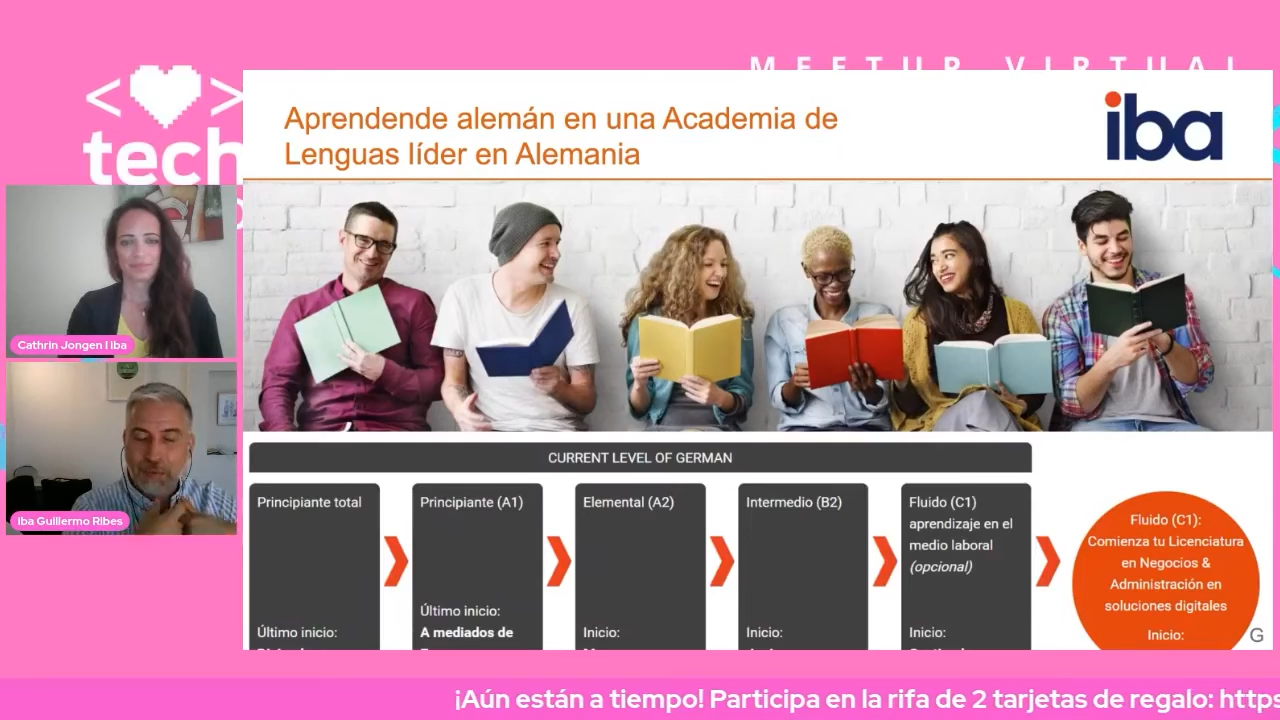 MEETUP VIRTUAL
< >
tech
Aprendende alemán en una Academia de
Lenguas líder en Alemania
iba
Cathrin Jongen I iba
Iba Guillermo Ribes
CURRENT LEVEL OF GERMAN
Principiante total
Último inicio:
Principiante (A1)
Último inicio:
A mediados de
Elemental (A2)
Inicio:
Intermedio (B2)
Inicio:
Fluido (C1)
aprendizaje en el
medio laboral
(opcional)
Inicio:
Fluido (C1):
Comienza tu Licenciatura
en Negocios &
Administración en
soluciones digitales
Inicio:
G
¡Aún están a tiempo! Participa en la rifa de 2 tarjetas de regalo: https